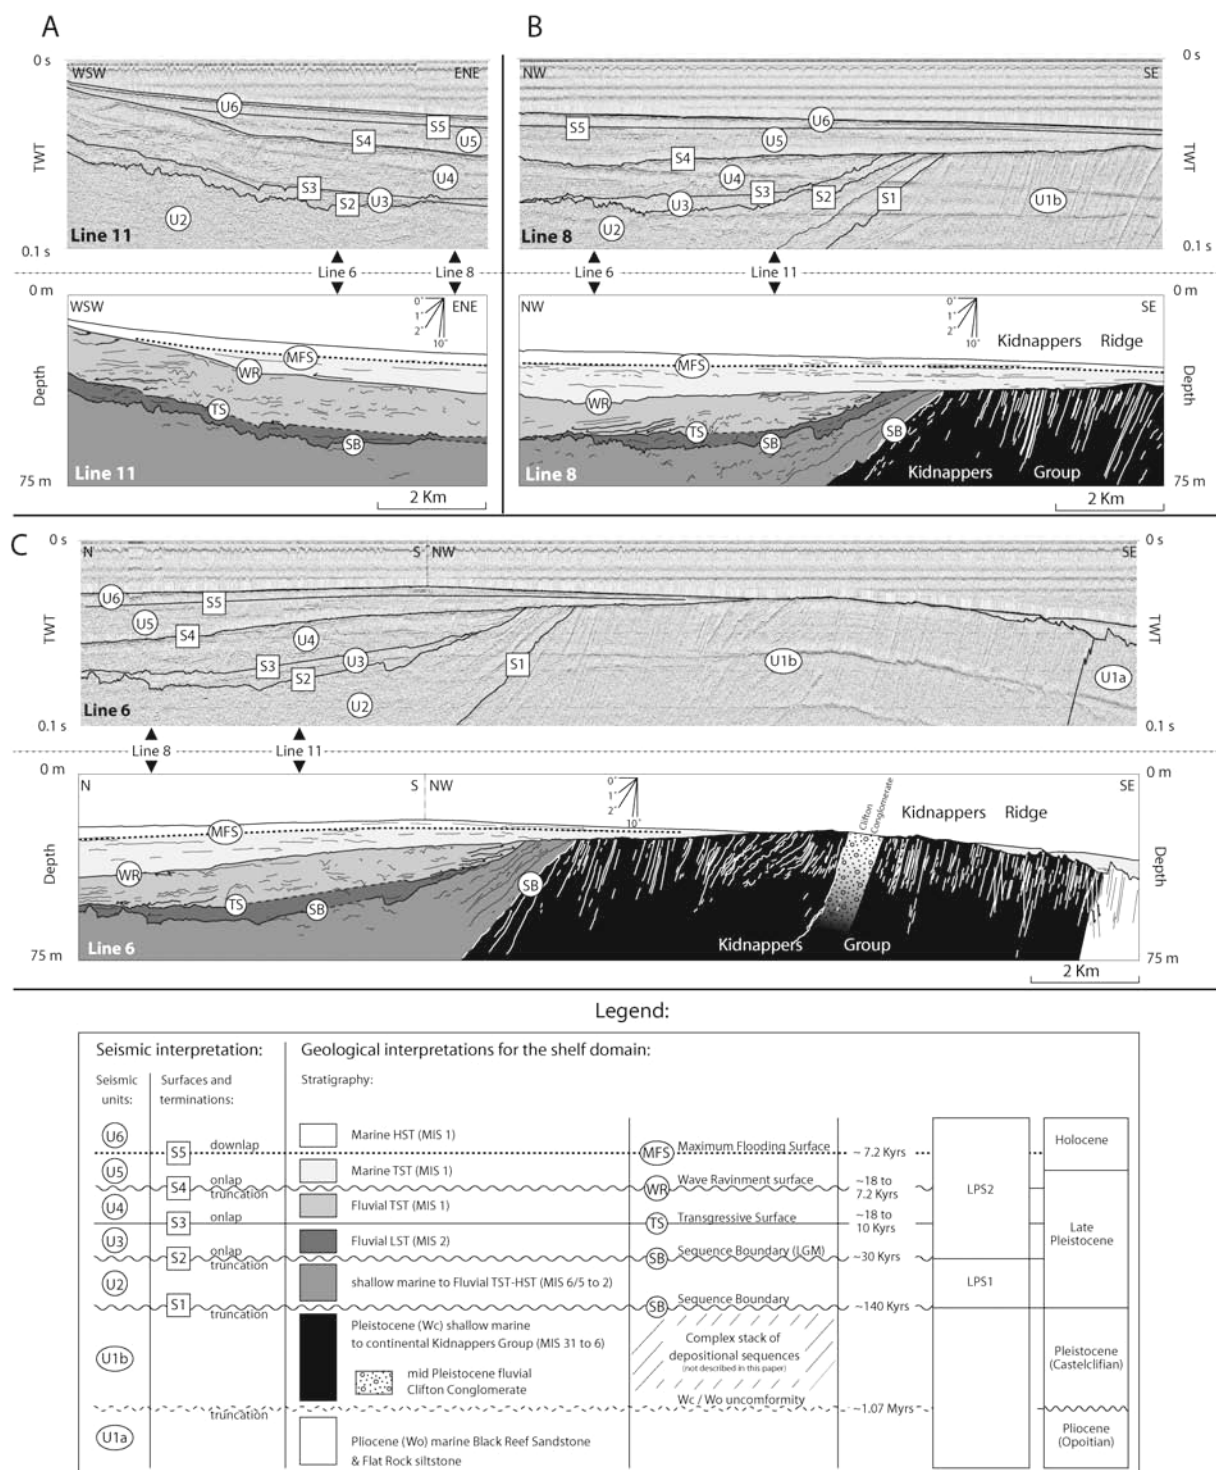 A
B
0 s
WSW
ENE
U6
S5
S4
U5
U4
S3
S2
U3
U2
Line 11
TWT
0.1 s
NW
SE
0 s
S5
U6
U5
S4
U4
S3
S2
S1
U3
U2
U1b
Line 8
TWT
0.1 s
Line 6
Line 8
Line 6
Line 11
0 m
WSW
ENE
0°
1°
2°
10°
MFS
WR
TS
SB
Depth
Line 11
75 m
2 Km
NW
SE
0 m
0°
1°
2°
10°
Kidnappers Ridge
MFS
WR
TS
SB
SB
Depth
Line 8
Kidnappers Group
75 m
2 Km
C
0 s
N
S
NW
SE
0 s
U6
S5
U5
S4
U4
S3
U3
S2
S1
U2
U1b
U1a
TWT
TWT
Line 6
0.1 s
0.1 s
Line 8
Line 11
0 m
N
S
NW
SE
0 m
0°
1°
2°
10°
Clifton
Conglomerate
Kidnappers Ridge
MFS
WR
TS
SB
SB
Depth
Depth
Line 6
Kidnappers Group
75 m
75 m
2 Km
Legend:
Seismic interpretation:
Geological interpretations for the shelf domain:
Seismic
units:
Surfaces and
terminations:
Stratigraphy:
U6
Marine HST (MIS 1)
S5
downlap
MFS
Maximum Flooding Surface
~ 7.2 Kyrs
Holocene
U5
Marine TST (MIS 1)
S4
onlap
truncation
WR
Wave Ravinment surface
~18 to
7.2 Kyrs
LPS2
U4
Fluvial TST (MIS 1)
S3
onlap
TS
Transgressive Surface
~18 to
10 Kyrs
Late
Pleistocene
U3
Fluvial LST (MIS 2)
S2
onlap
truncation
SB
Sequence Boundary (LGM)
~30 Kyrs
U2
shallow marine to Fluvial TST-HST (MIS 6/5 to 2)
LPS1
S1
truncation
SB
Sequence Boundary
~140 Kyrs
U1b
Pleistocene (Wc) shallow marine
to continental Kidnappers Group (MIS 31 to 6)
mid Pleistocene fluvial
Clifton Conglomerate
Complex stack of
depositional sequences
(not described in this paper)
Pleistocene
(Castelclifian)
truncation
Wc / Wo uncomformity
~1.07 Myrs
U1a
Pliocene (Wo) marine Black Reef Sandstone
& Flat Rock siltstone
Pliocene
(Opoitian)